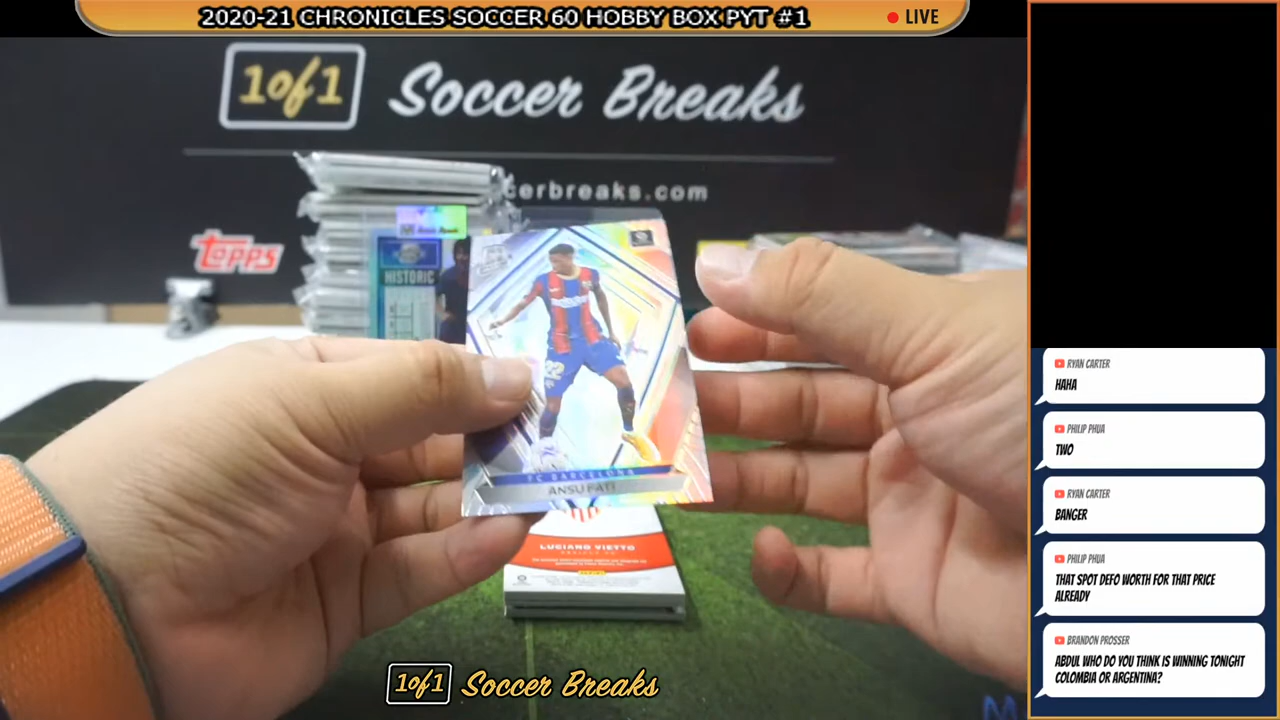 2020-21 CHRONICLES SOCCER 60 HOBBY BOX PYT #1
LIVE
1of1 Soccer Breaks
cerbreaks.com
TOPPS
HISTORIC
22
FC BARCELONA
ANSU FATI
LUCIANO VIETTO
1of1 Soccer Breaks
RYAN CARTER
HAHA
PHILIP PHUA
TWO
RYAN CARTER
BANGER
PHILIP PHUA
THAT SPOT DEFO WORTH FOR THAT PRICE
ALREADY
BRANDON PROSSER
ABDUL WHO DO YOU THINK IS WINNING TONIGHT
COLOMBIA OR ARGENTINA?
M